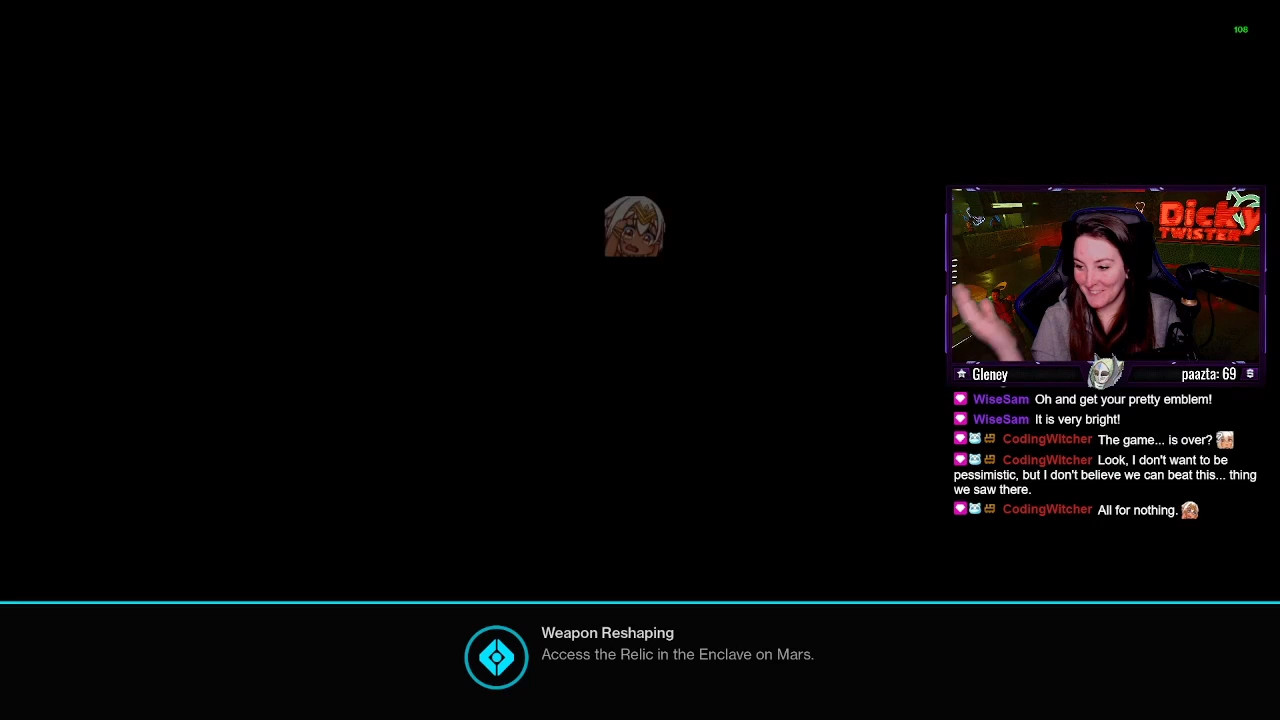 108
Dicky
TWISTER
Gleney
paazta: 69
WiseSam Oh and get your pretty emblem!
WiseSam It is very bright!
CodingWitcher The game... is over?
CodingWitcher Look, I don't want to be
pessimistic, but I don't believe we can beat this... thing
we saw there.
CodingWitcher All for nothing.
Weapon Reshaping
Access the Relic in the Enclave on Mars.